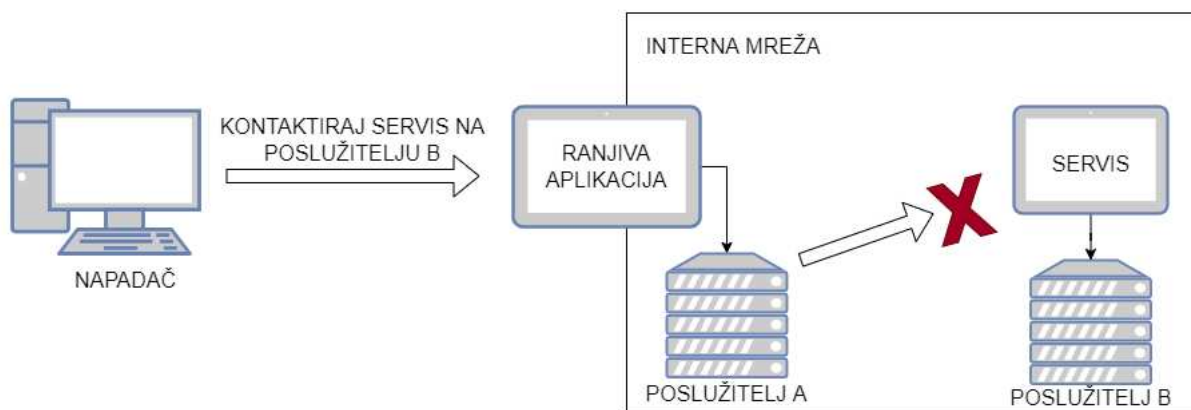 INTERNA MREŽA
KONTAKTIRAJ SERVIS NA
POSLUŽITELJU B
RANJIVA
APLIKACIJA
SERVIS
NAPADAČ
POSLUŽITELJ A
POSLUŽITELJ B